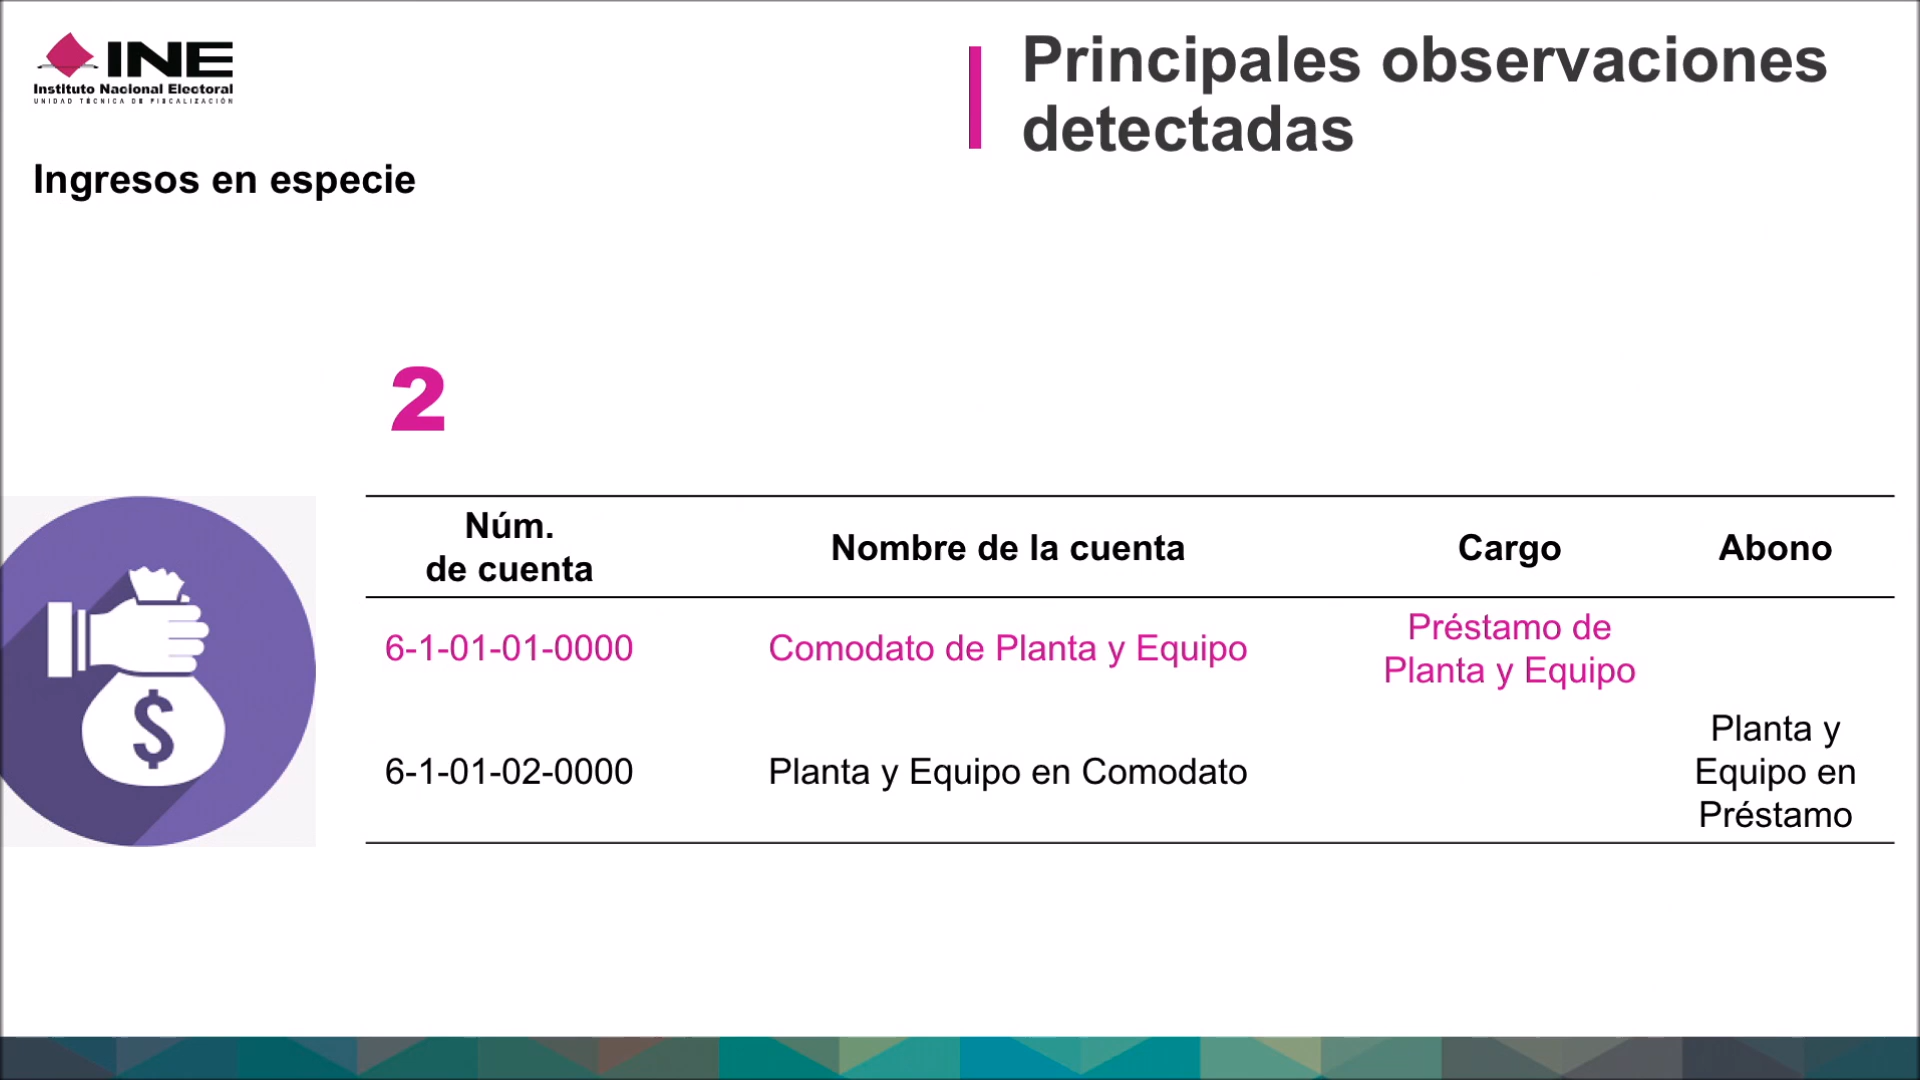 INE
Instituto Nacional Electoral
UNIDAD TÉCNICA DE FISCALIZACIÓN
Principales observaciones
detectadas
Ingresos en especie
2
Núm.
de cuenta
Nombre de la cuenta
Cargo
Abono
6-1-01-01-0000
Comodato de Planta y Equipo
Préstamo de
Planta y Equipo
6-1-01-02-0000
Planta y Equipo en Comodato
Planta y
Equipo en
Préstamo
$